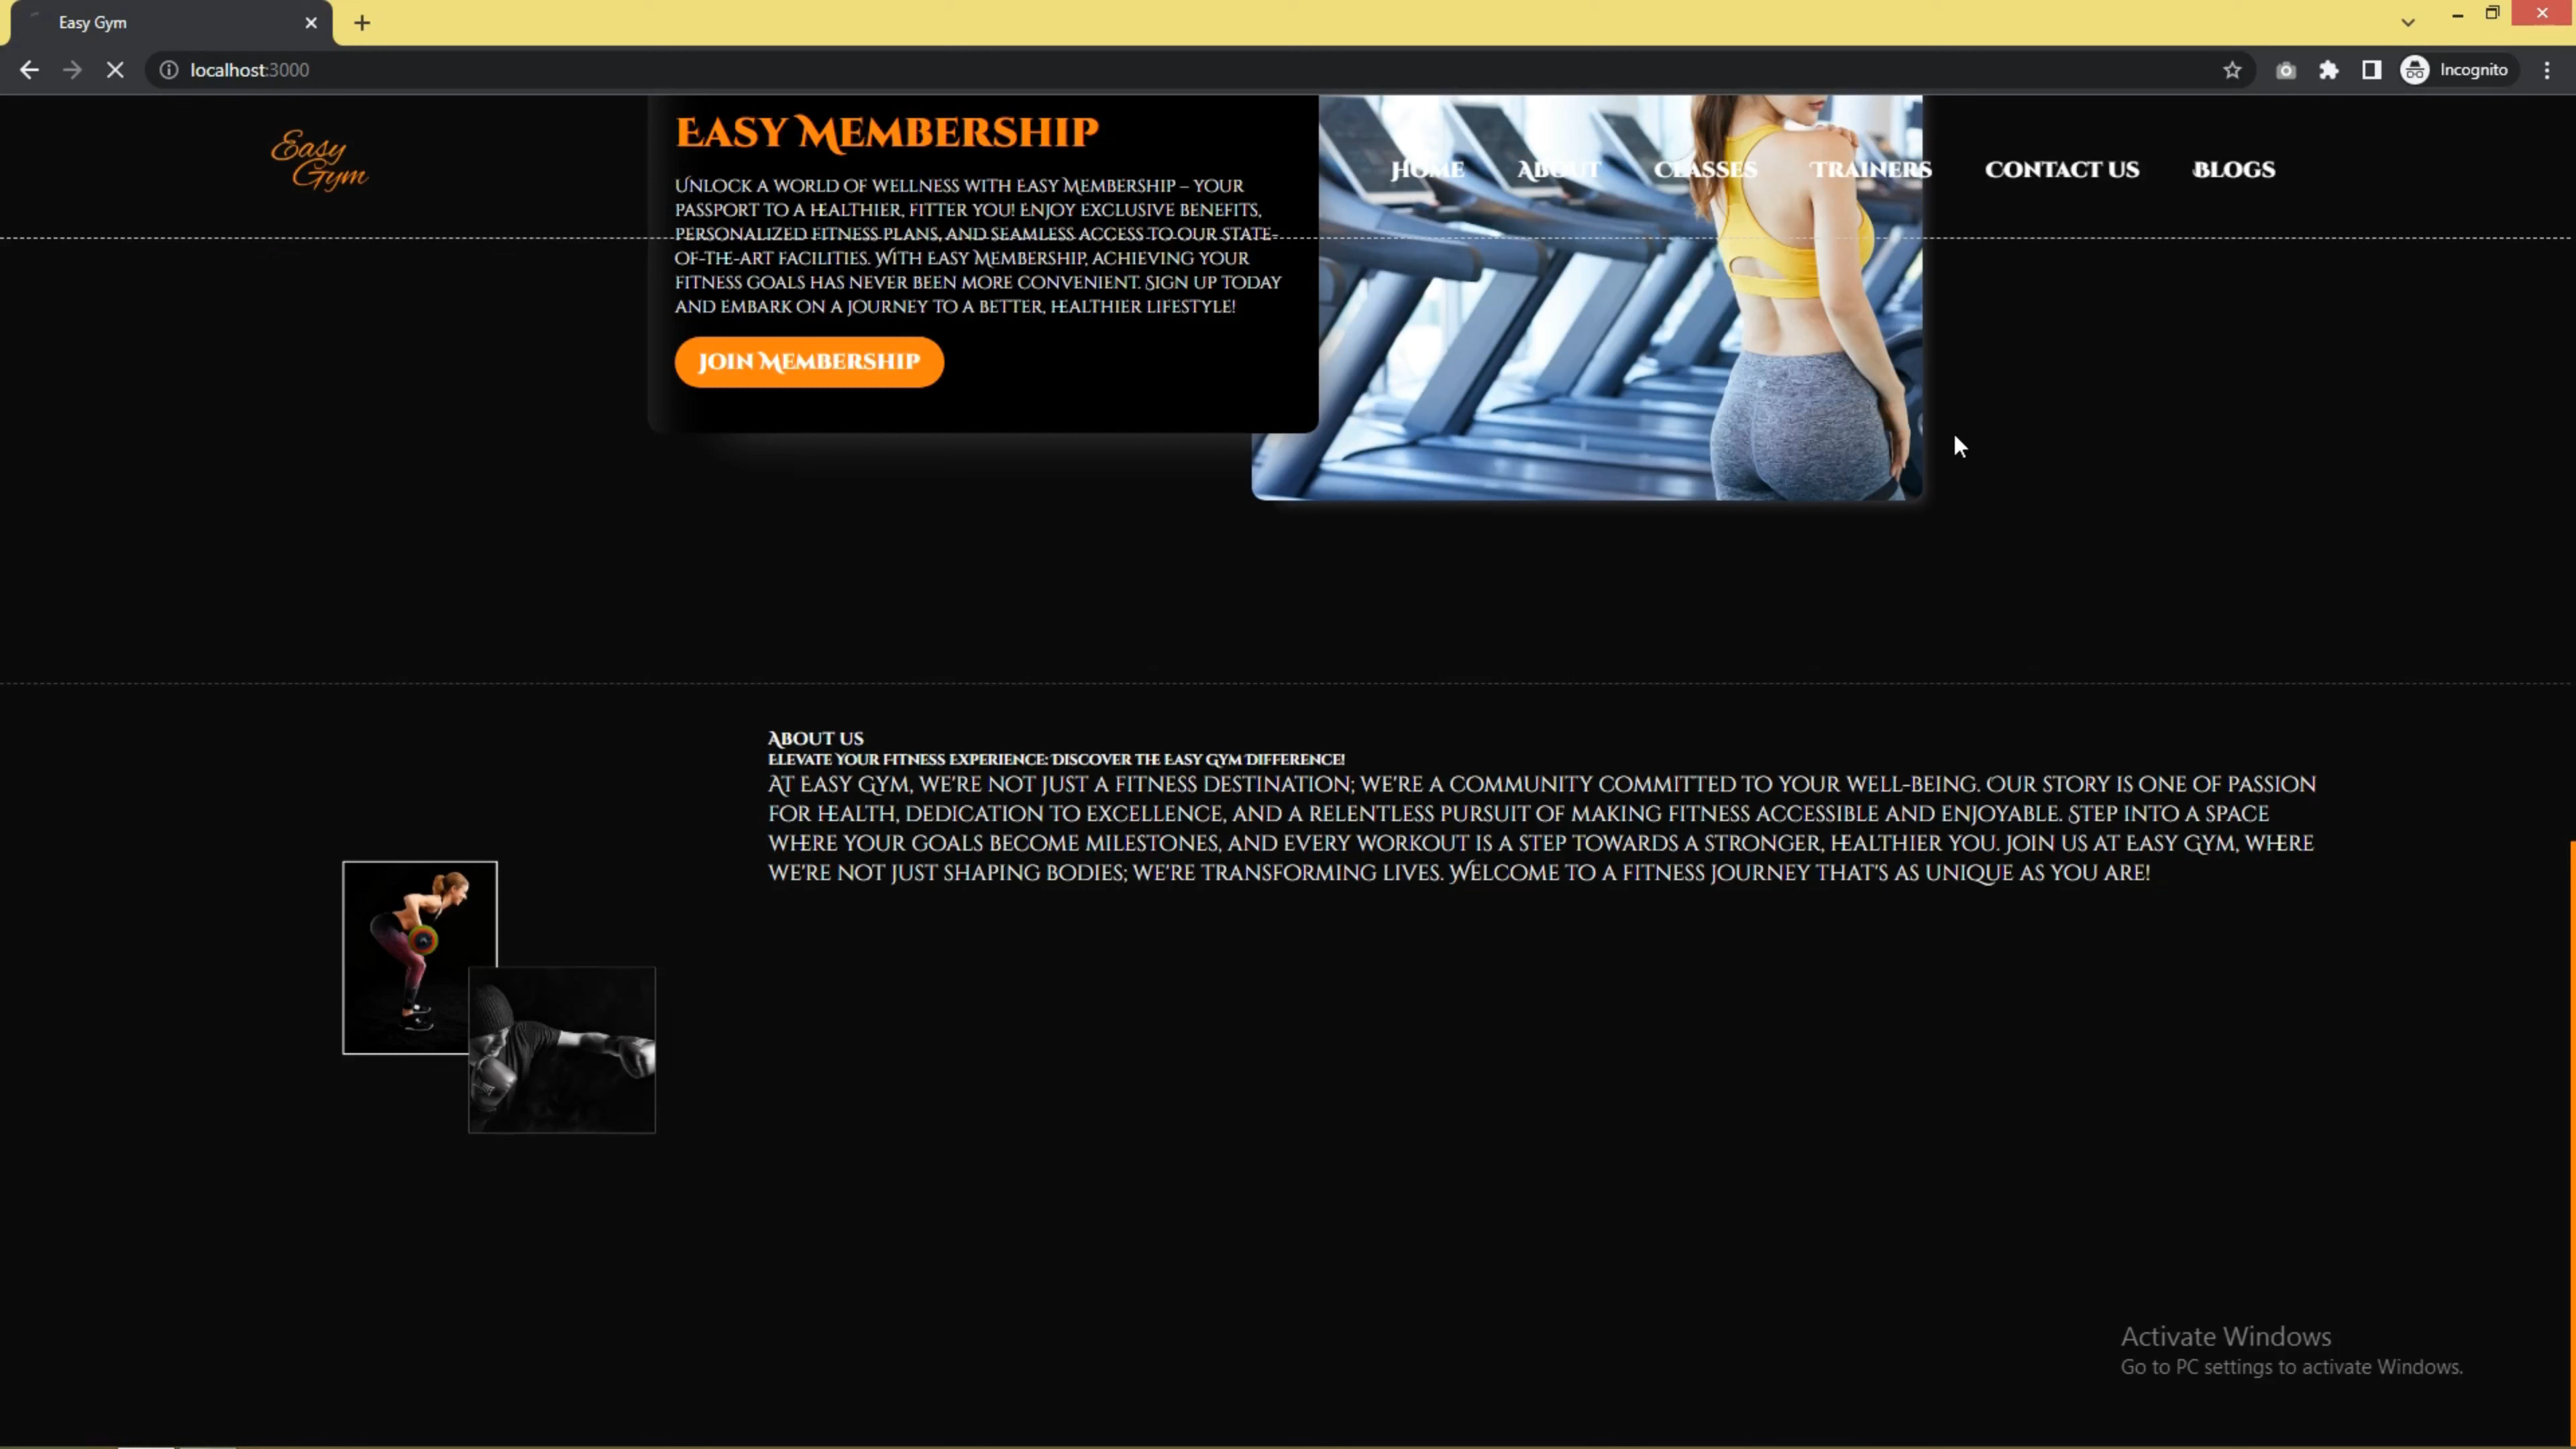 Easy Gym
localhost:3000
Incognito
Easy Gym
Home About Classes Trainers Contact us Blogs
Easy Membership
Unlock a world of wellness with Easy Membership – your
passport to a healthier, fitter you! Enjoy exclusive benefits,
personalized fitness plans, and seamless access to our state-
of-the-art facilities. With Easy Membership, achieving your
fitness goals has never been more convenient. Sign up today
and embark on a journey to a better, healthier lifestyle!
Join Membership
About us
Elevate Your Fitness Experience: Discover the Easy Gym Difference!
At Easy Gym, we're not just a fitness destination; we're a community committed to your well-being. Our story is one of passion
for health, dedication to excellence, and a relentless pursuit of making fitness accessible and enjoyable. Step into a space
where your goals become milestones, and every workout is a step towards a stronger, healthier you. Join us at Easy Gym, where
we're not just shaping bodies; we're transforming lives. Welcome to a fitness journey that's as unique as you are!
Activate Windows
Go to PC settings to activate Windows.